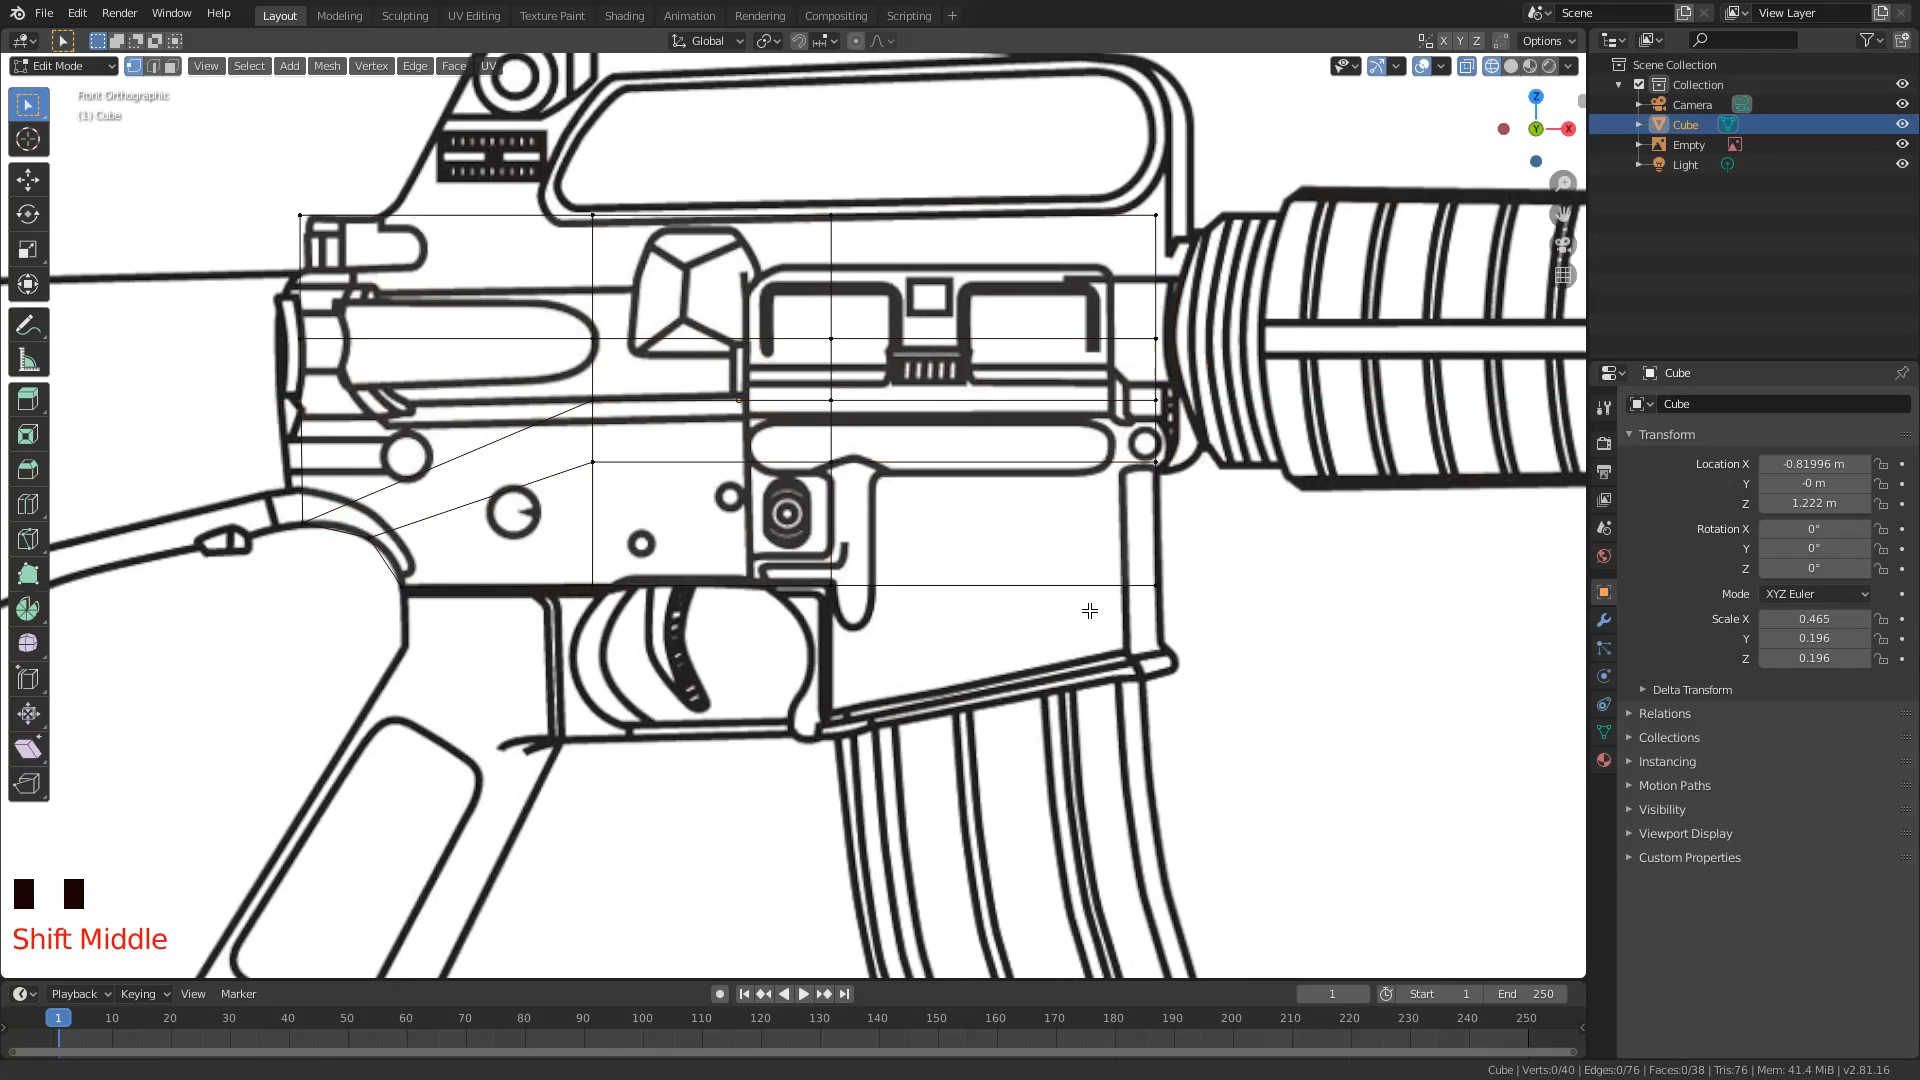 File Edit Render Window Help
Layout Modeling Sculpting UV Editing Texture Paint Shading Animation Rendering Compositing Scripting +
Scene
View Layer
Global
X Y Z
Options
Edit Mode
View Select Add Mesh Vertex Edge Face UV
Front Orthographic
(1) Cube
Z
Y
X
Shift Middle
Scene Collection
Collection
Camera
Cube
Empty
Light
Cube
Cube
Transform
Location X -0.81996 m
Y -0 m
Z 1.222 m
Rotation X 0°
Y 0°
Z 0°
Mode XYZ Euler
Scale X 0.465
Y 0.196
Z 0.196
Delta Transform
Relations
Collections
Instancing
Motion Paths
Visibility
Viewport Display
Custom Properties
Playback Keying View Marker
1 Start 1 End 250
1 10 20 30 40 50 60 70 80 90 100 110 120 130 140 150 160 170 180 190 200 210 220 230 240 250
Cube | Verts:0/40 | Edges:0/76 | Faces:0/38 | Tris:76 | Mem: 41.4 MiB | v2.81.16